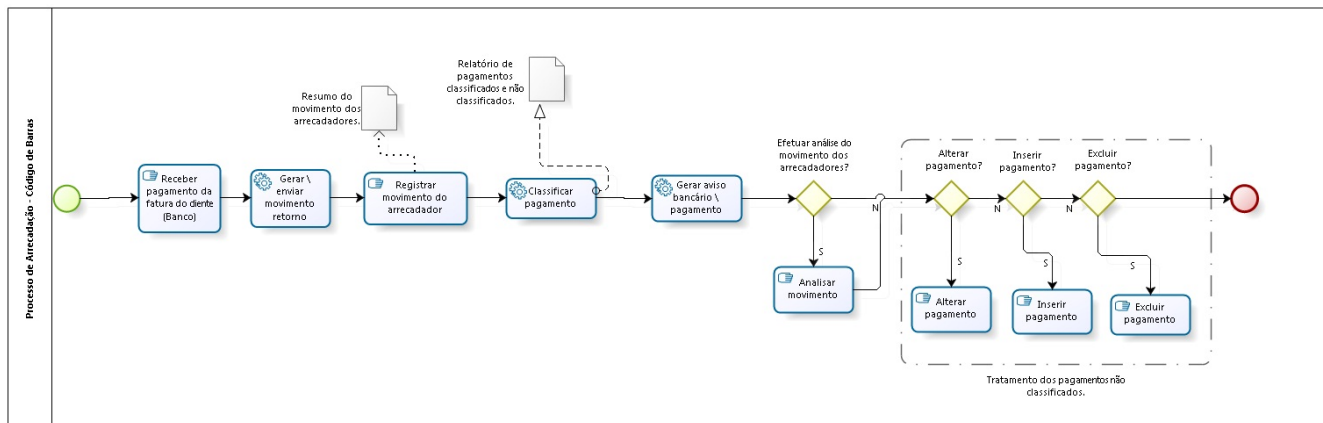 Processo de Arrecadação - Código de Barras
Receber
pagamento da
fatura do cliente
(Banco)
Gerar \
enviar
movimento
retorno
Resumo do
movimento dos
arrecadadores.
Registrar
movimento do
arrecadador
Relatório de
pagamentos
classificados e não
classificados.
Classificar
pagamento
Gerar aviso
bancário \
pagamento
Efetuar análise do
movimento dos
arrecadadores?
N
S
Analisar
movimento
Alterar
pagamento?
N
S
Alterar
pagamento
Inserir
pagamento?
N
S
Inserir
pagamento
Excluir
pagamento?
S
Excluir
pagamento
Tratamento dos pagamentos não
classificados.